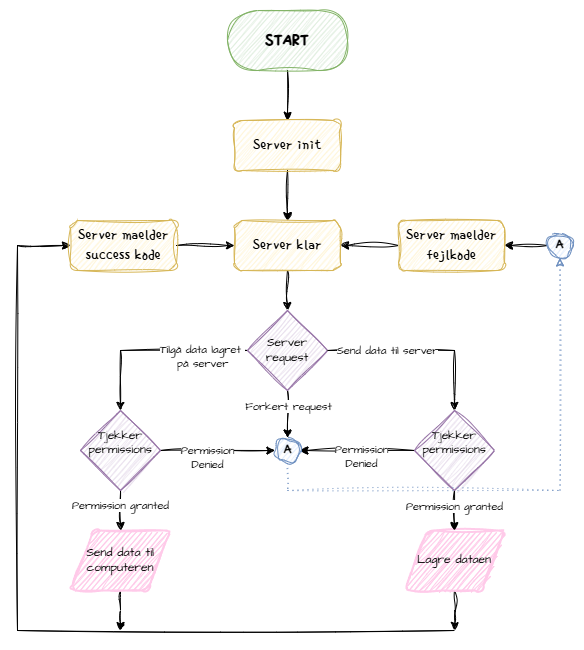 START
Server init
Server maelder
success kode
Server klar
Server maelder
fejlkode
A
Server
request
Tilgå data lagret
på server
Send data til server
Forkert request
Tjekker
permissions
Permission
Denied
A
Permission
Denied
Tjekker
permissions
Permission granted
Permission granted
Send data til
computeren
Lagre dataen